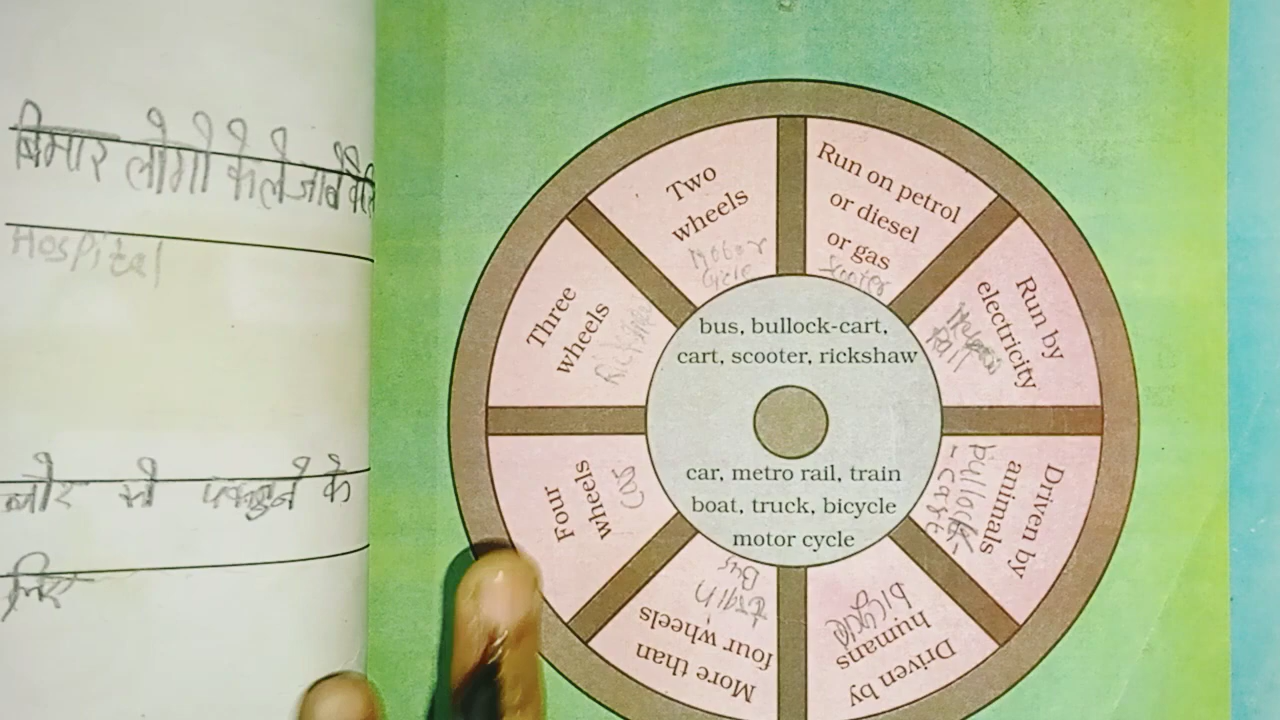 बिमार लोगो के ले जाने
Hospital
चोर को पकडने के
लिए
Two
wheels
Motor
Cycle
Run on petrol
or diesel
or gas
Scooter
Run by
electricity
Rail
Driven by
animals
pullock-
-cart
Driven by
humans
bicycle
More than
four wheels
train
Bus
Four
wheels
car
Three
wheels
bus, bullock-cart,
cart, scooter, rickshaw
car, metro rail, train
boat, truck, bicycle
motor cycle